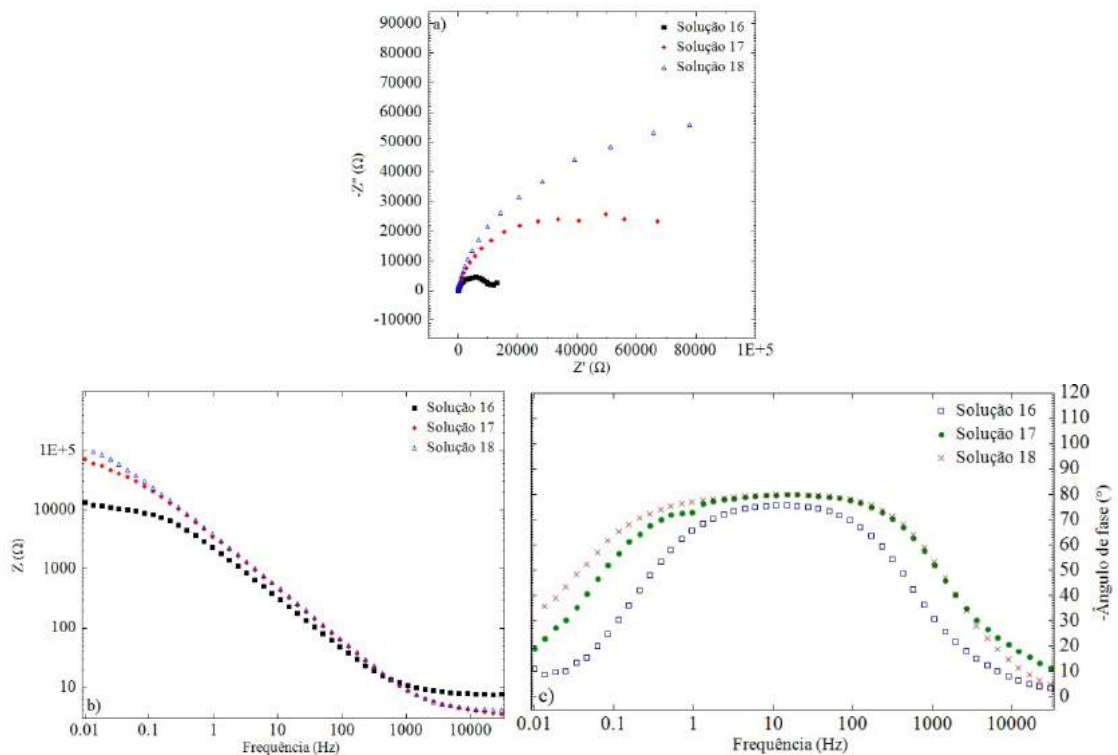 a)
90000
80000
70000
60000
50000
40000
30000
20000
10000
0
-10000
-Z'' (Ω)
Solução 16
Solução 17
Solução 18
0 20000 40000 60000 80000 1E+5
Z' (Ω)
1E+5
10000
1000
100
10
Z (Ω)
Solução 16
Solução 17
Solução 18
b)
0.01 0.1 1 10 100 1000 10000
Frequência (Hz)
Solução 16
Solução 17
Solução 18
c)
120
110
100
90
80
70
60
50
40
30
20
10
0
-Ângulo de fase (°)
0.01 0.1 1 10 100 1000 10000
Frequência (Hz)